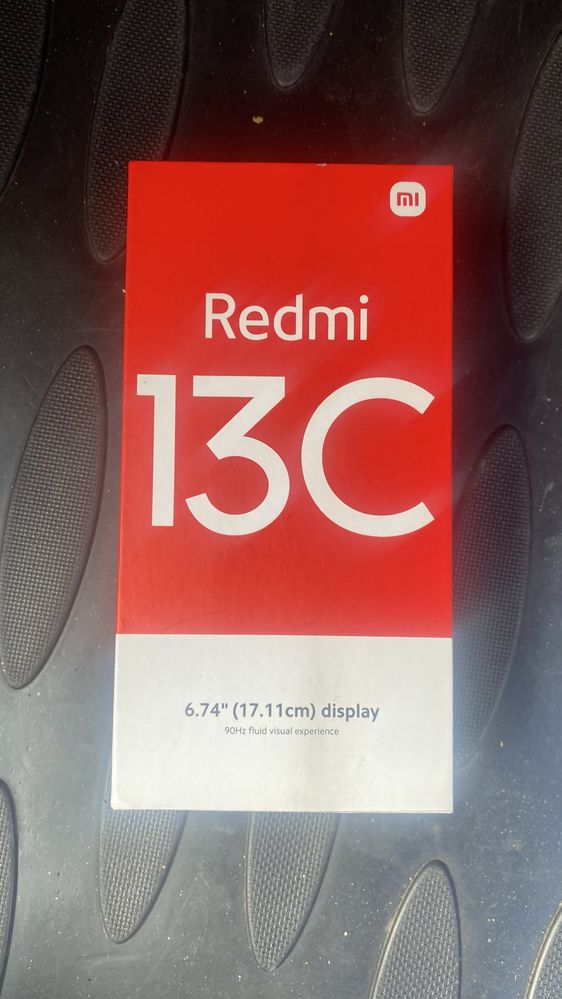 mi
Redmi
13C
6.74" (17.11cm) display
90Hz fluid visual experience